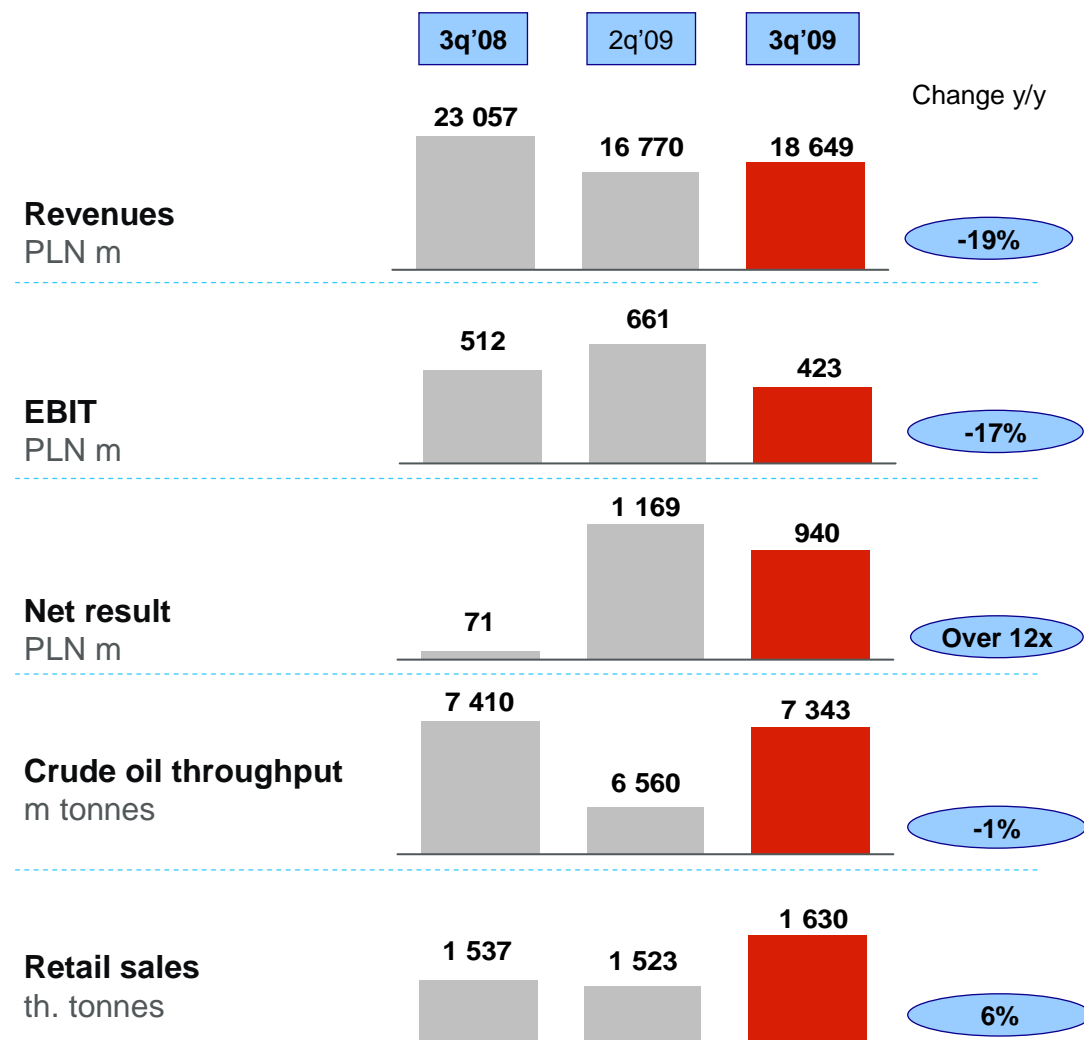 3q’08 2q’09 3q’09
Change y/y
23 057 16 770 18 649
Revenues
PLN m
-19%
512 661 423
EBIT
PLN m
-17%
71 1 169 940
Net result
PLN m
Over 12x
7 410 6 560 7 343
Crude oil throughput
m tonnes
-1%
1 537 1 523 1 630
Retail sales
th. tonnes
6%